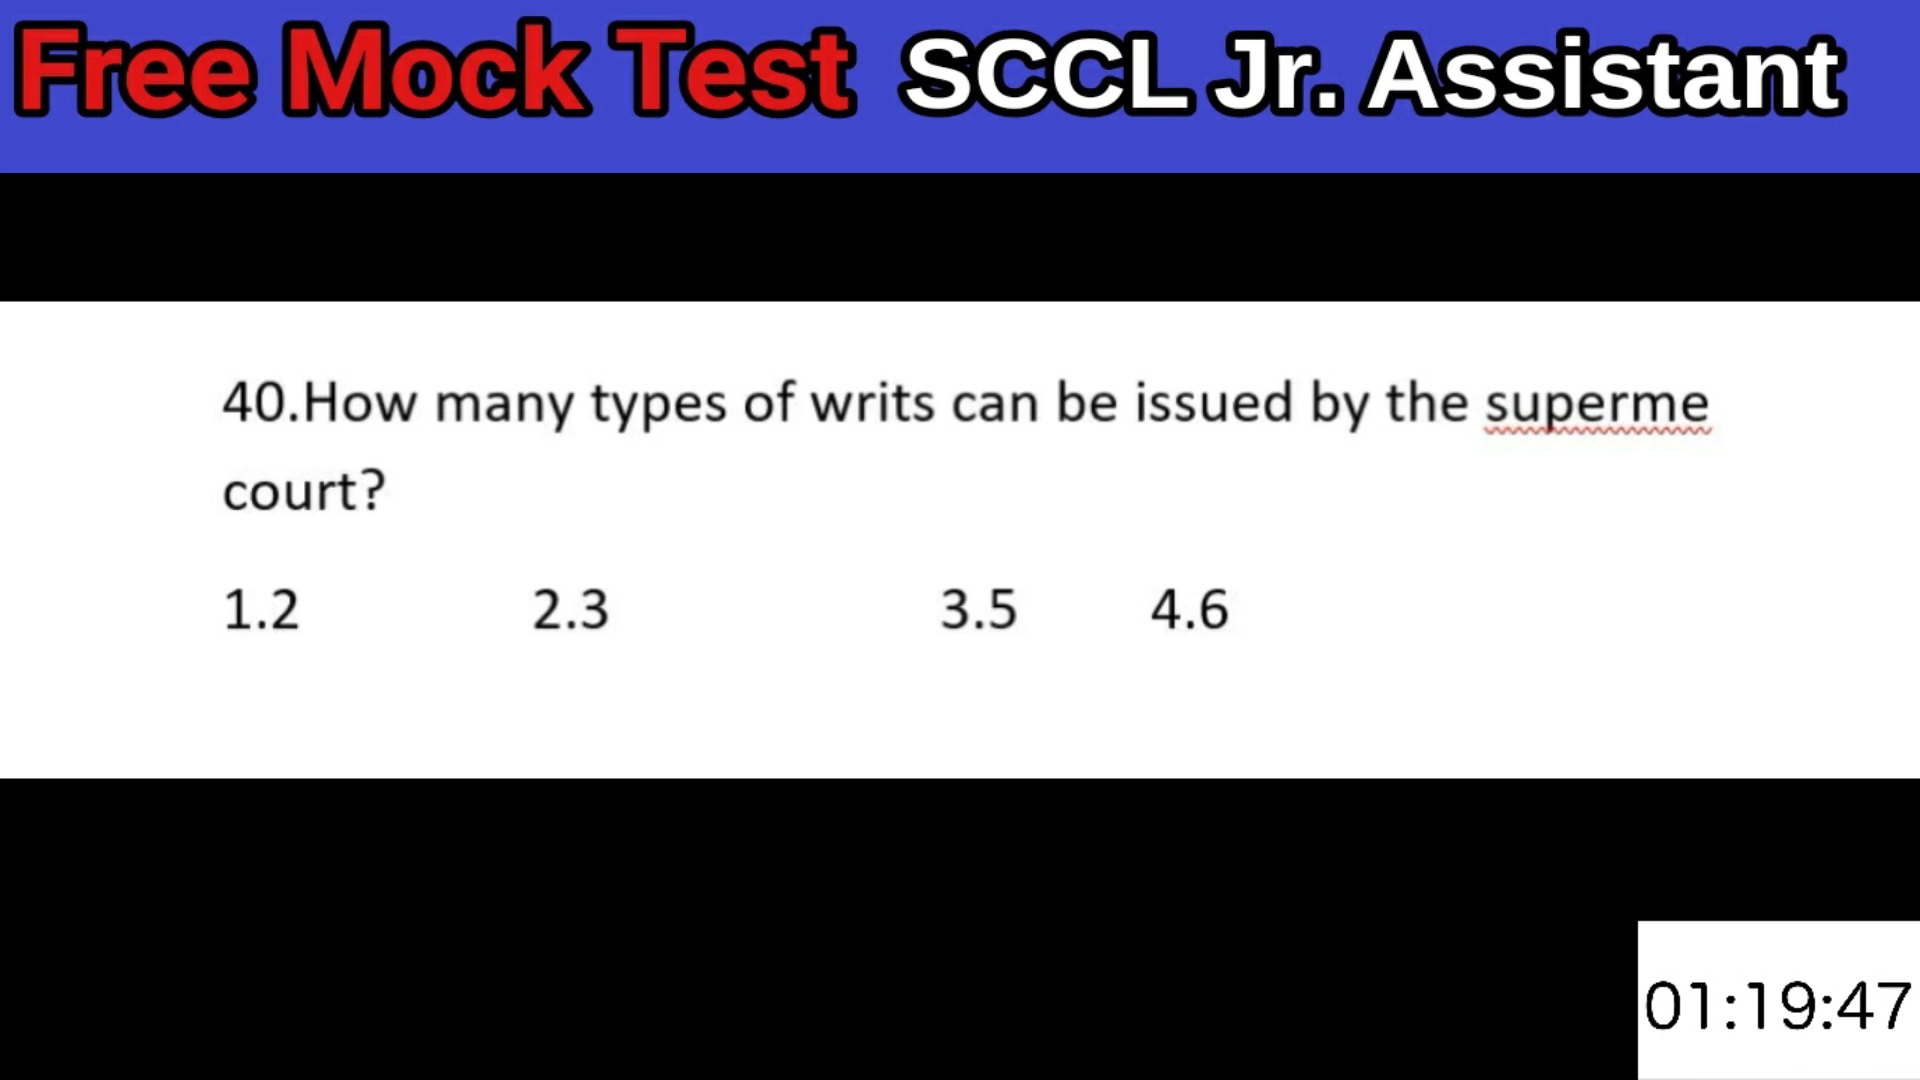 Free Mock Test SCCL Jr. Assistant
40.How many types of writs can be issued by the superme
court?
1.2 2.3 3.5 4.6
01:19:47